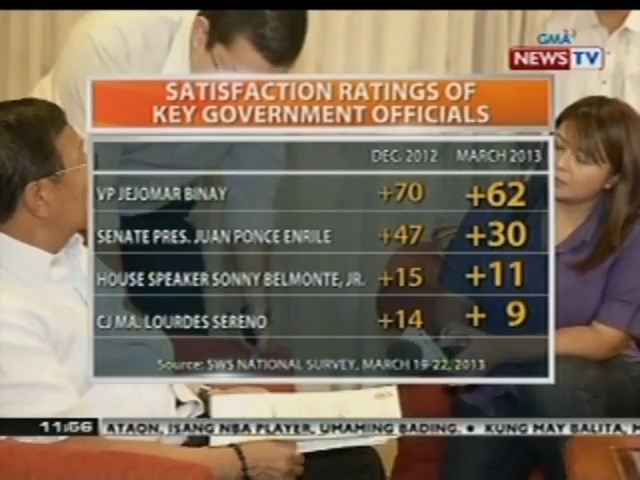 GMA
NEWS TV
SATISFACTION RATINGS OF
KEY GOVERNMENT OFFICIALS
DEC. 2012 MARCH 2013
VP JEJOMAR BINAY +70 +62
SENATE PRES. JUAN PONCE ENRILE +47 +30
HOUSE SPEAKER SONNY BELMONTE, JR. +15 +11
CJ MA. LOURDES SERENO +14 + 9
Source: SWS NATIONAL SURVEY, MARCH 19-22, 2013
11:56 ATAON, ISANG NBA PLAYER, UMAMING BADING. • KUNG MAY BALITA, M